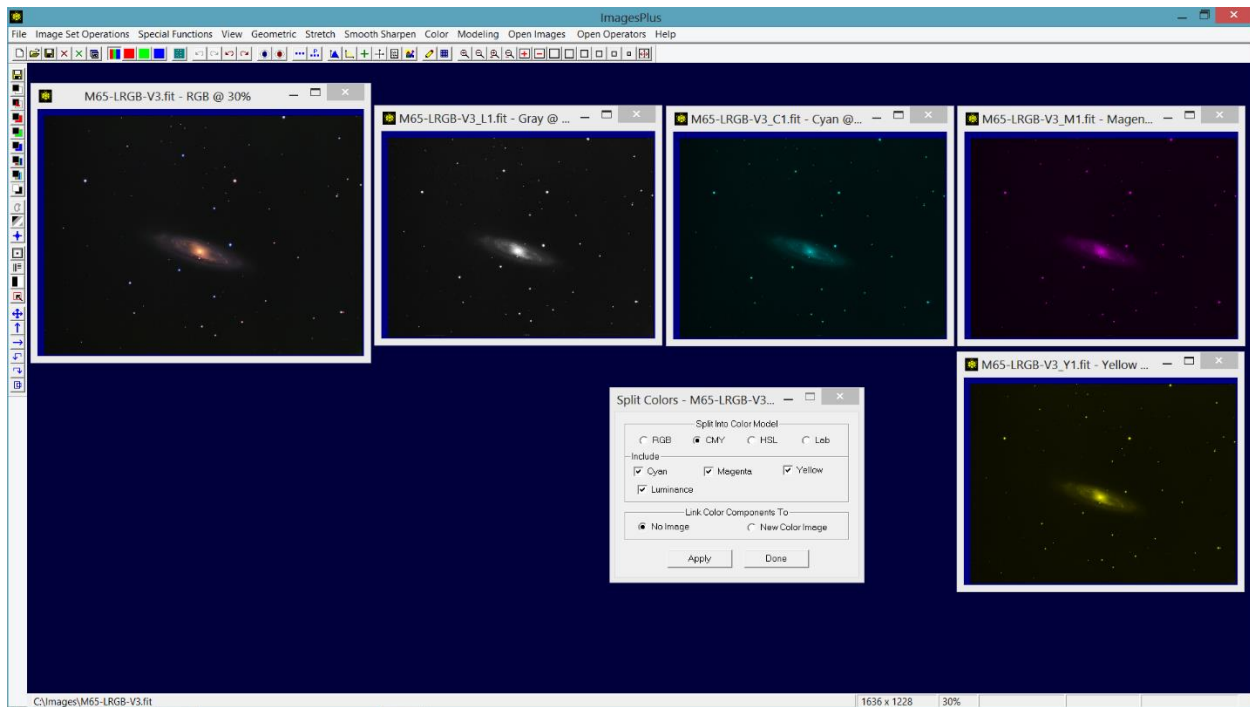 ImagesPlus
File Image Set Operations Special Functions View Geometric Stretch Smooth Sharpen Color Modeling Open Images Open Operators Help
M65-LRGB-V3.fit - RGB @ 30%
M65-LRGB-V3_L1.fit - Gray @ ...
M65-LRGB-V3_C1.fit - Cyan @...
M65-LRGB-V3_M1.fit - Magen...
M65-LRGB-V3_Y1.fit - Yellow ...
Split Colors - M65-LRGB-V3...
Split Into Color Model
RGB CMY HSL Lab
Include
Cyan Magenta Yellow
Luminance
Link Color Components To
No Image New Color Image
Apply Done
C:\Images\M65-LRGB-V3.fit 1636 x 1228 30%